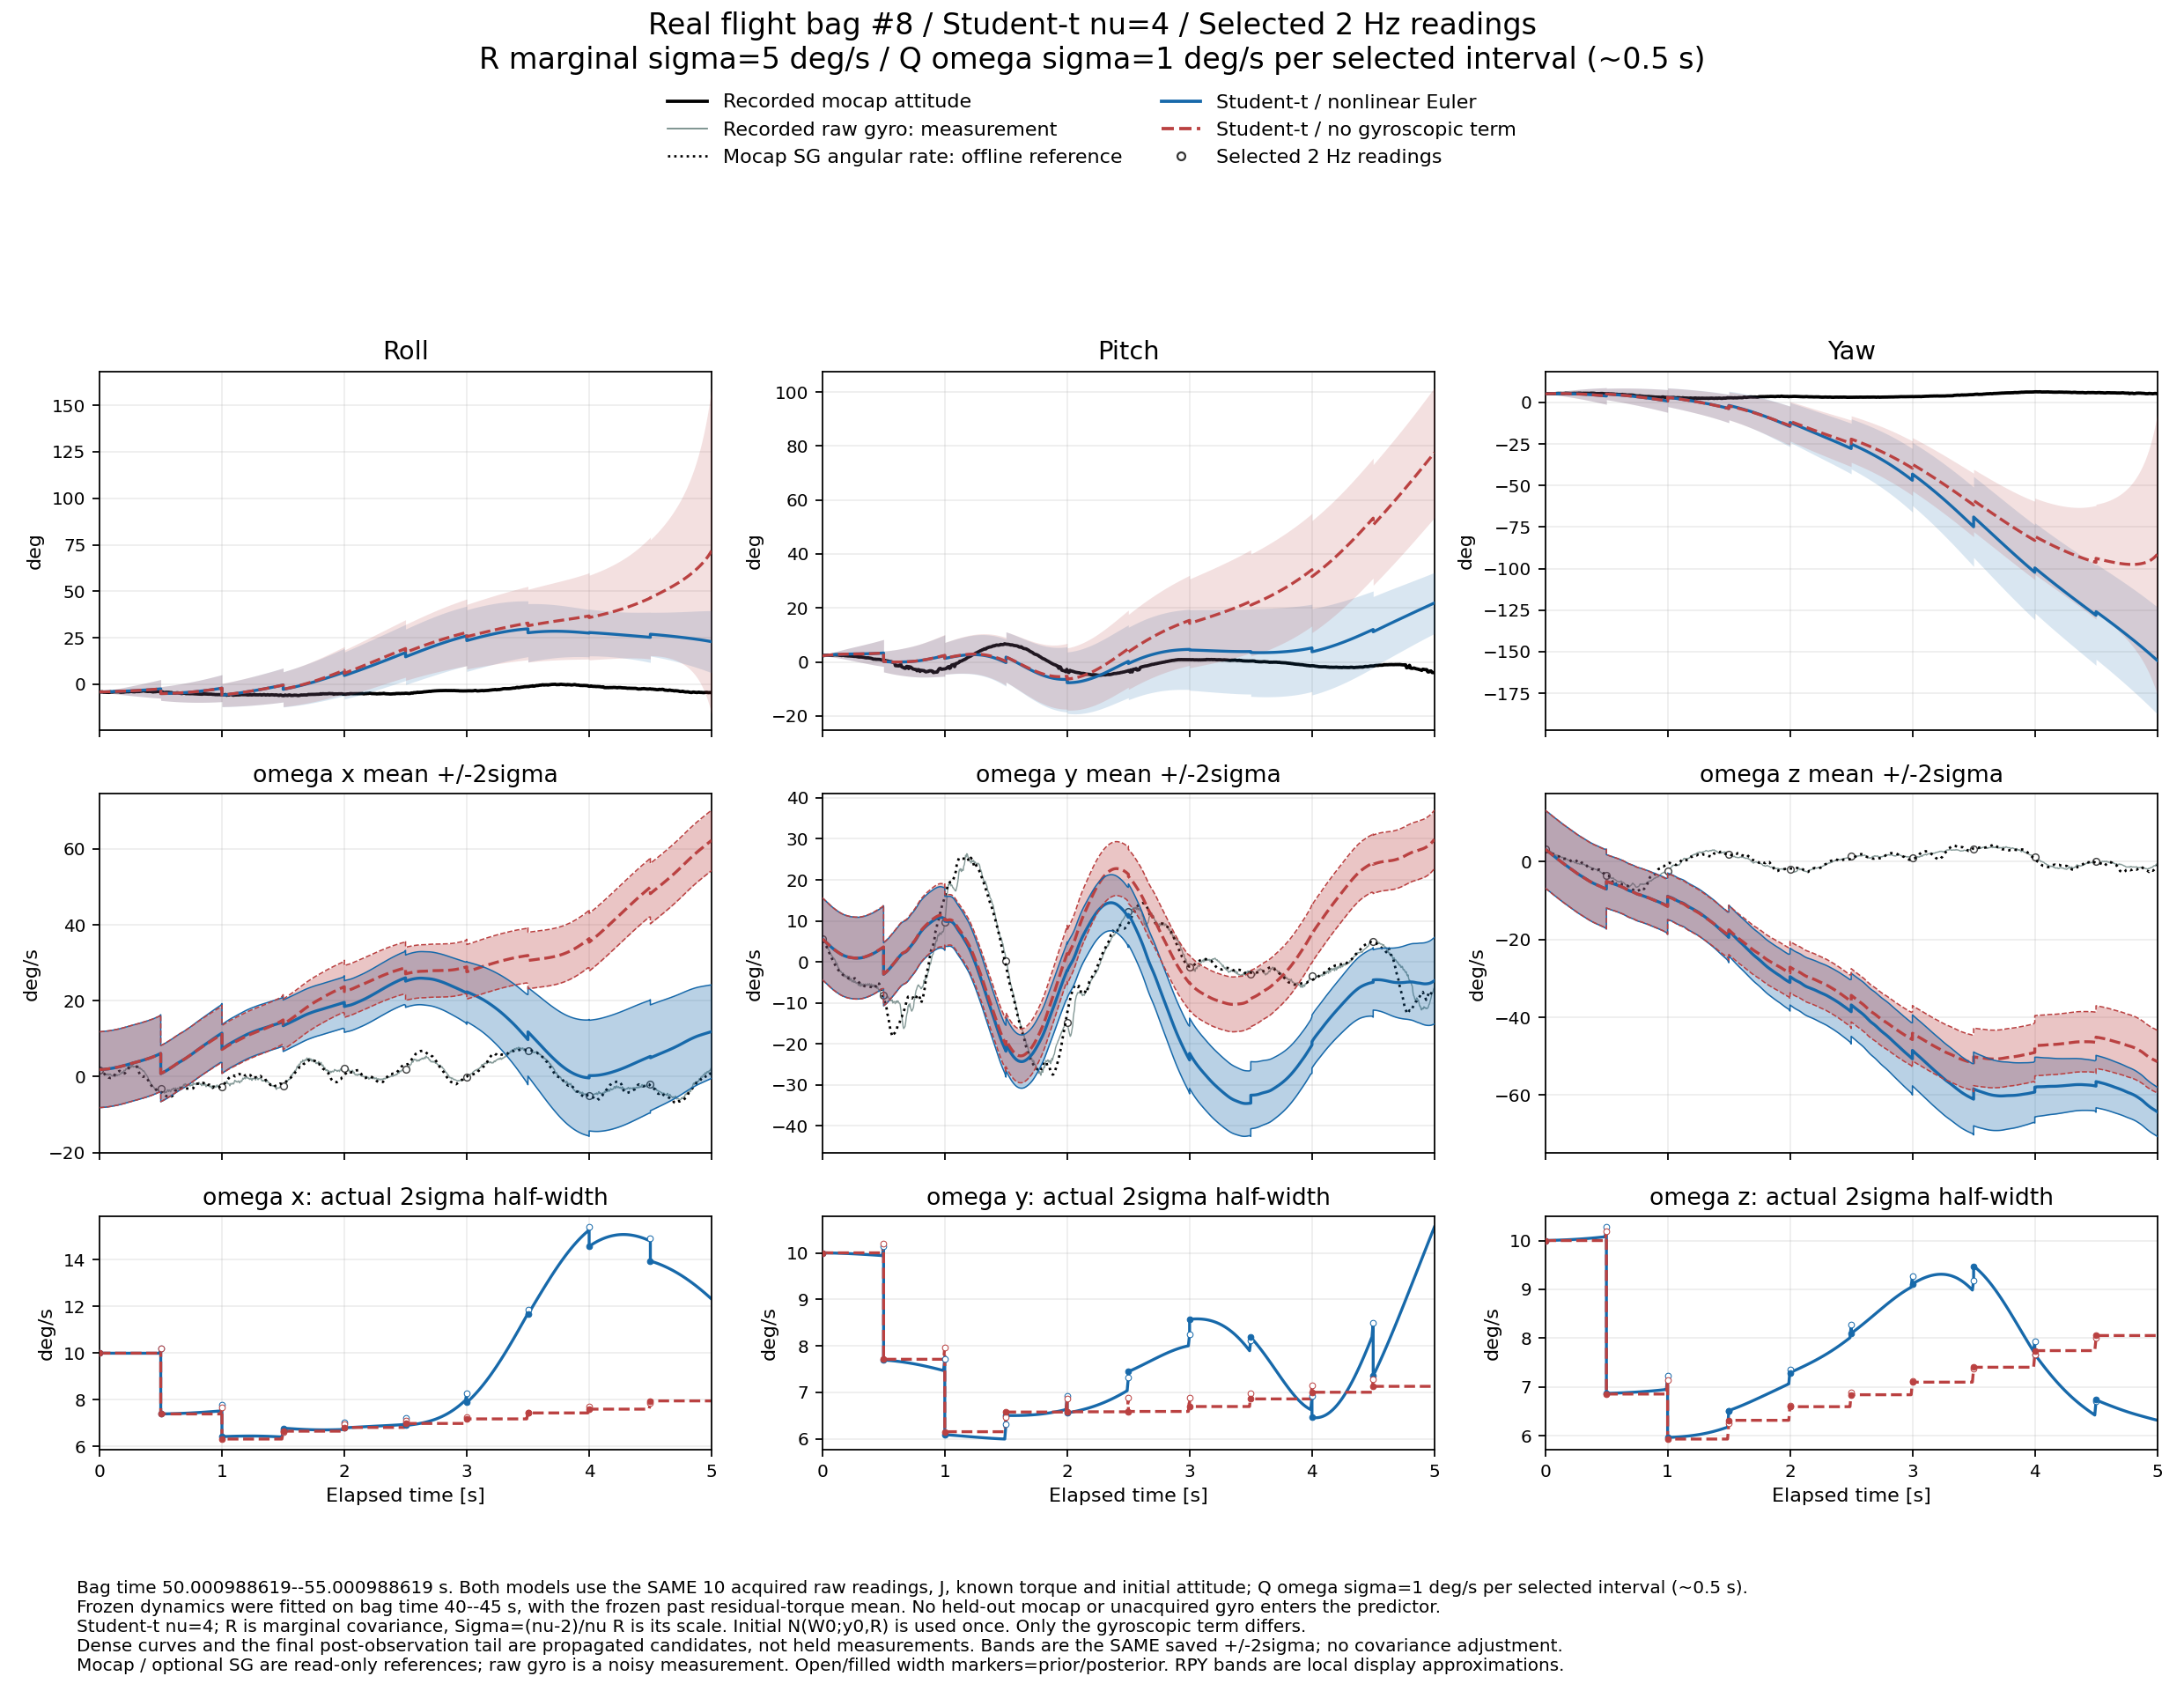 Real flight bag #8 / Student-t nu=4 / Selected 2 Hz readings
R marginal sigma=5 deg/s / Q omega sigma=1 deg/s per selected interval (~0.5 s)
Recorded mocap attitude
Recorded raw gyro: measurement
Mocap SG angular rate: offline reference
Student-t / nonlinear Euler
Student-t / no gyroscopic term
Selected 2 Hz readings
Roll
deg
150
125
100
75
50
25
0
Pitch
deg
100
80
60
40
20
0
−20
Yaw
deg
0
−25
−50
−75
−100
−125
−150
−175
omega x mean +/-2sigma
deg/s
60
40
20
0
−20
omega y mean +/-2sigma
deg/s
40
30
20
10
0
−10
−20
−30
−40
omega z mean +/-2sigma
deg/s
0
−20
−40
−60
omega x: actual 2sigma half-width
deg/s
14
12
10
8
6
0 1 2 3 4 5
Elapsed time [s]
omega y: actual 2sigma half-width
deg/s
10
9
8
7
6
0 1 2 3 4 5
Elapsed time [s]
omega z: actual 2sigma half-width
deg/s
10
9
8
7
6
0 1 2 3 4 5
Elapsed time [s]
Bag time 50.000988619--55.000988619 s. Both models use the SAME 10 acquired raw readings, J, known torque and initial attitude; Q omega sigma=1 deg/s per selected interval (~0.5 s).
Frozen dynamics were fitted on bag time 40--45 s, with the frozen past residual-torque mean. No held-out mocap or unacquired gyro enters the predictor.
Student-t nu=4; R is marginal covariance, Sigma=(nu-2)/nu R is its scale. Initial N(W0;y0,R) is used once. Only the gyroscopic term differs.
Dense curves and the final post-observation tail are propagated candidates, not held measurements. Bands are the SAME saved +/-2sigma; no covariance adjustment.
Mocap / optional SG are read-only references; raw gyro is a noisy measurement. Open/filled width markers=prior/posterior. RPY bands are local display approximations.